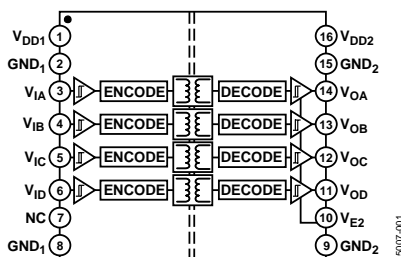 VDD1 1 16 VDD2
GND1 2 15 GND2
VIA 3 ENCODE DECODE 14 VOA
VIB 4 ENCODE DECODE 13 VOB
VIC 5 ENCODE DECODE 12 VOC
VID 6 ENCODE DECODE 11 VOD
NC 7 10 VE2
GND1 8 9 GND2
5007-001